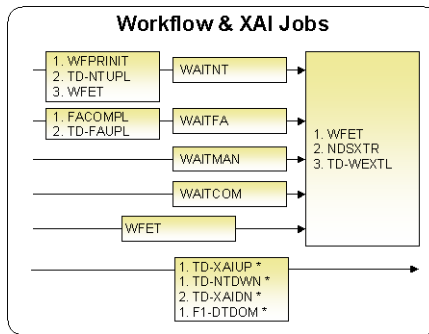 Workflow & XAI Jobs
1. WFPRINIT
2. TD-NTUPL
3. WFET
WAITNT
1. FACOMPL
2. TD-FAUPL
WAITFA
WAITMAN
WAITCOM
WFET
1. WFET
2. NDSXTR
3. TD-WEXTL
1. TD-XAIUP *
1. TD-NTDWN *
2. TD-XAIDN *
1. F1-DTDOM *